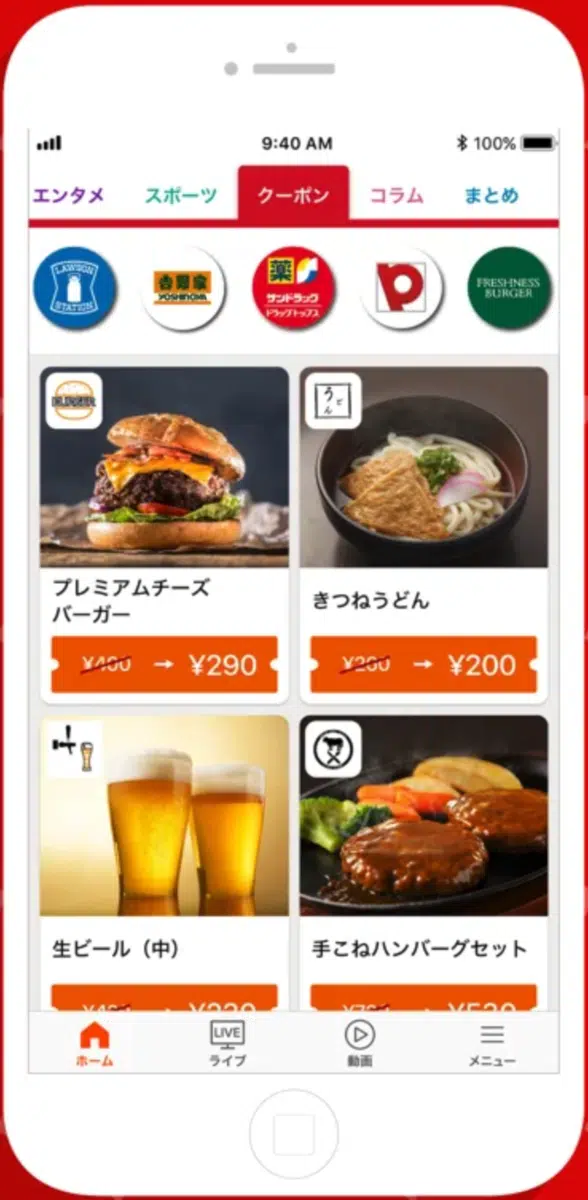 9:40 AM
100%
エンタメ
スポーツ
クーポン
コラム
まとめ
LAWSON
STATION
吉野家
YOSHINOYA
薬
サンドラッグ
ドラッグトップス
FRESHNESS
BURGER
BURGER
うどん
プレミアムチーズ
バーガー
きつねうどん
¥400 → ¥290
→ ¥200
生ビール（中）
手こねハンバーグセット
LIVE
ホーム
ライブ
動画
メニュー